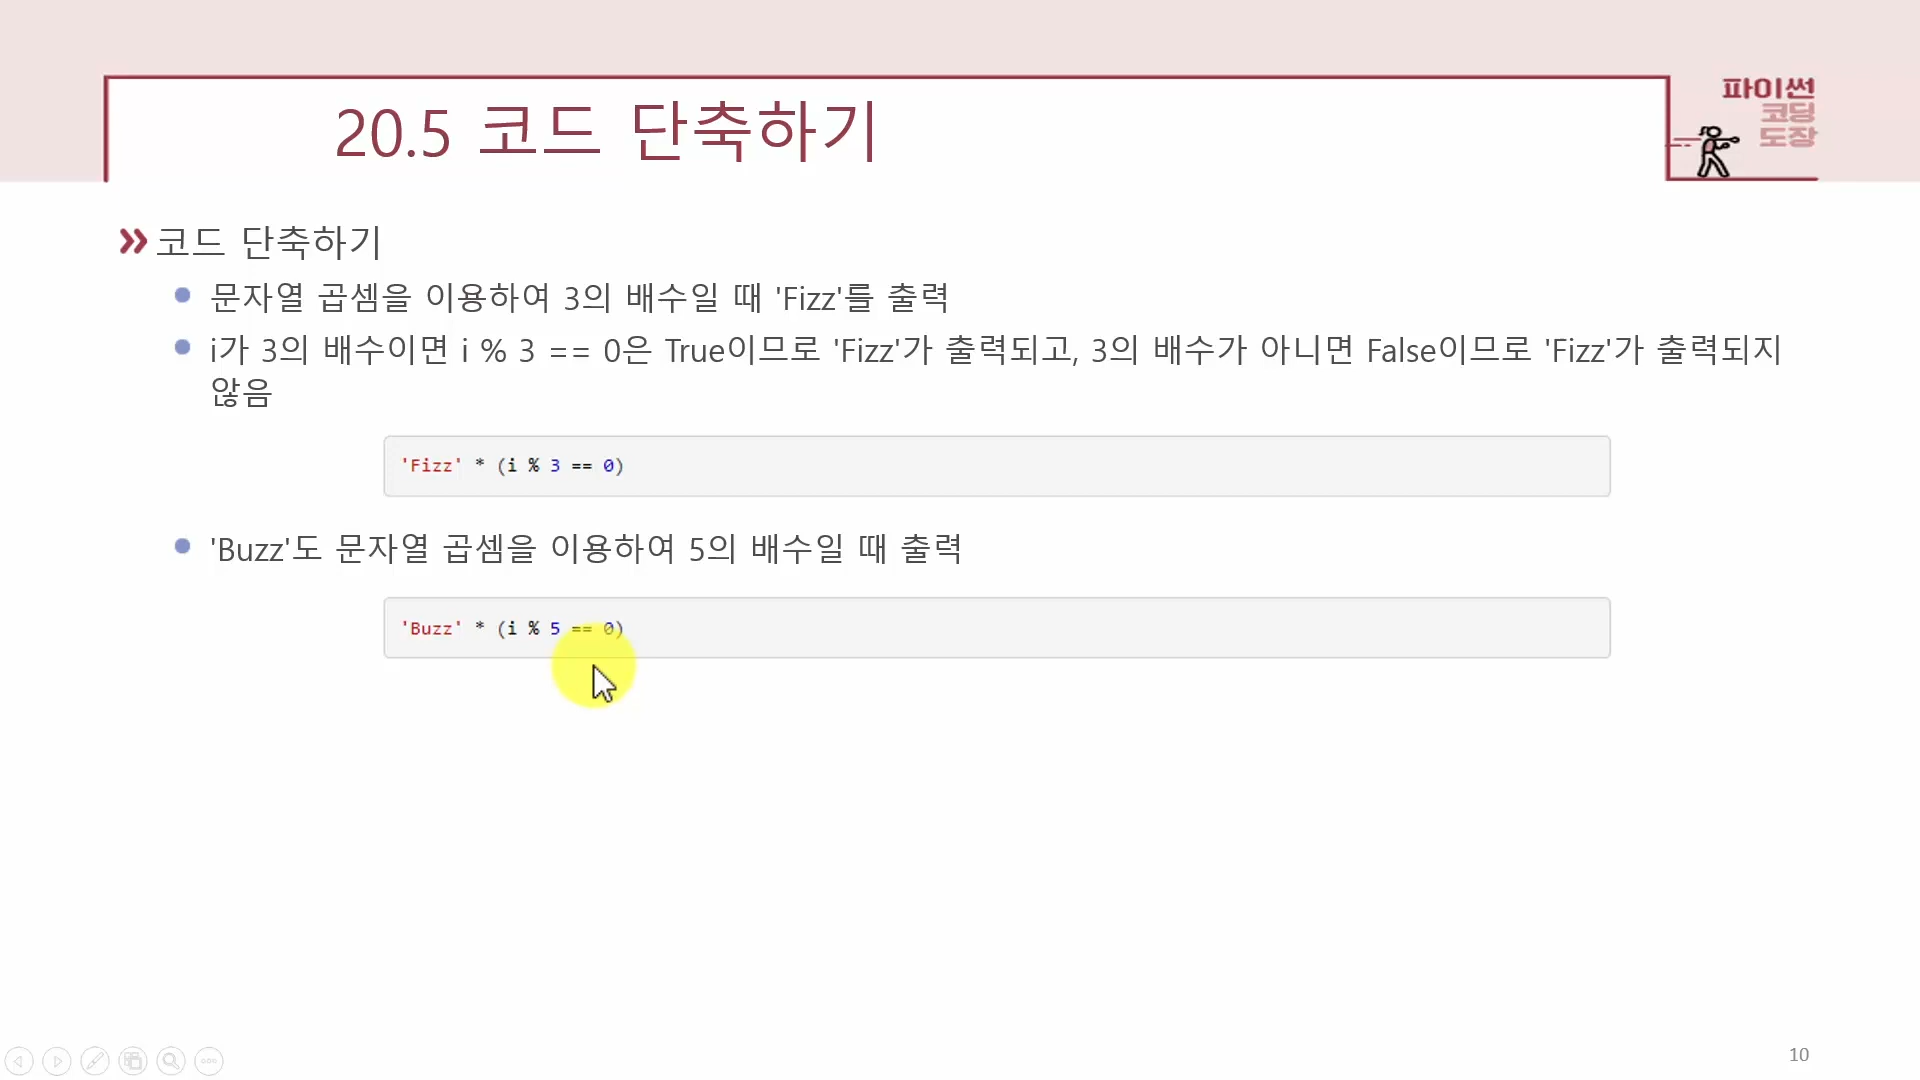 20.5 코드 단축하기
파이썬
코딩
도장
코드 단축하기
문자열 곱셈을 이용하여 3의 배수일 때 'Fizz'를 출력
i가 3의 배수이면 i % 3 == 0은 True이므로 'Fizz'가 출력되고, 3의 배수가 아니면 False이므로 'Fizz'가 출력되지
않음
'Fizz' * (i % 3 == 0)
'Buzz'도 문자열 곱셈을 이용하여 5의 배수일 때 출력
'Buzz' * (i % 5 == 0)
10